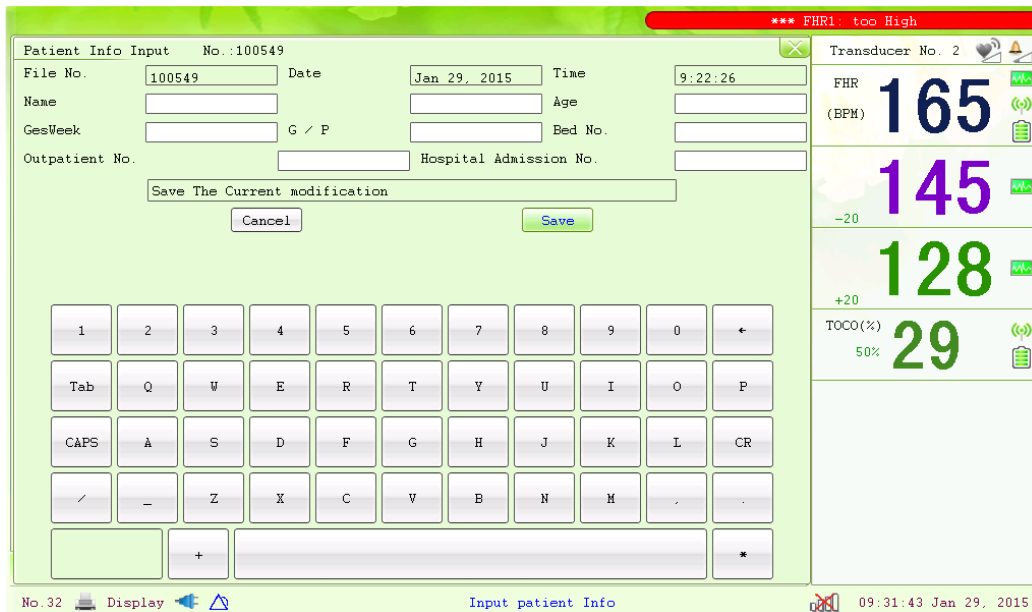 *** FHR1: too High
Patient Info Input No.:100549
File No. 100549 Date Jan 29, 2015 Time 9:22:26
Name Age
GesWeek G / P Bed No.
Outpatient No. Hospital Admission No.
Save The Current modification
Cancel Save
1 2 3 4 5 6 7 8 9 0 ←
Tab Q W E R T Y U I O P
CAPS A S D F G H J K L CR
/ _ Z X C V B N M , .
+ *
Transducer No. 2
FHR
(BPM)
165
145
-20
128
+20
TOCO(%)
50%
29
No.32 Display Input patient Info 09:31:43 Jan 29, 2015